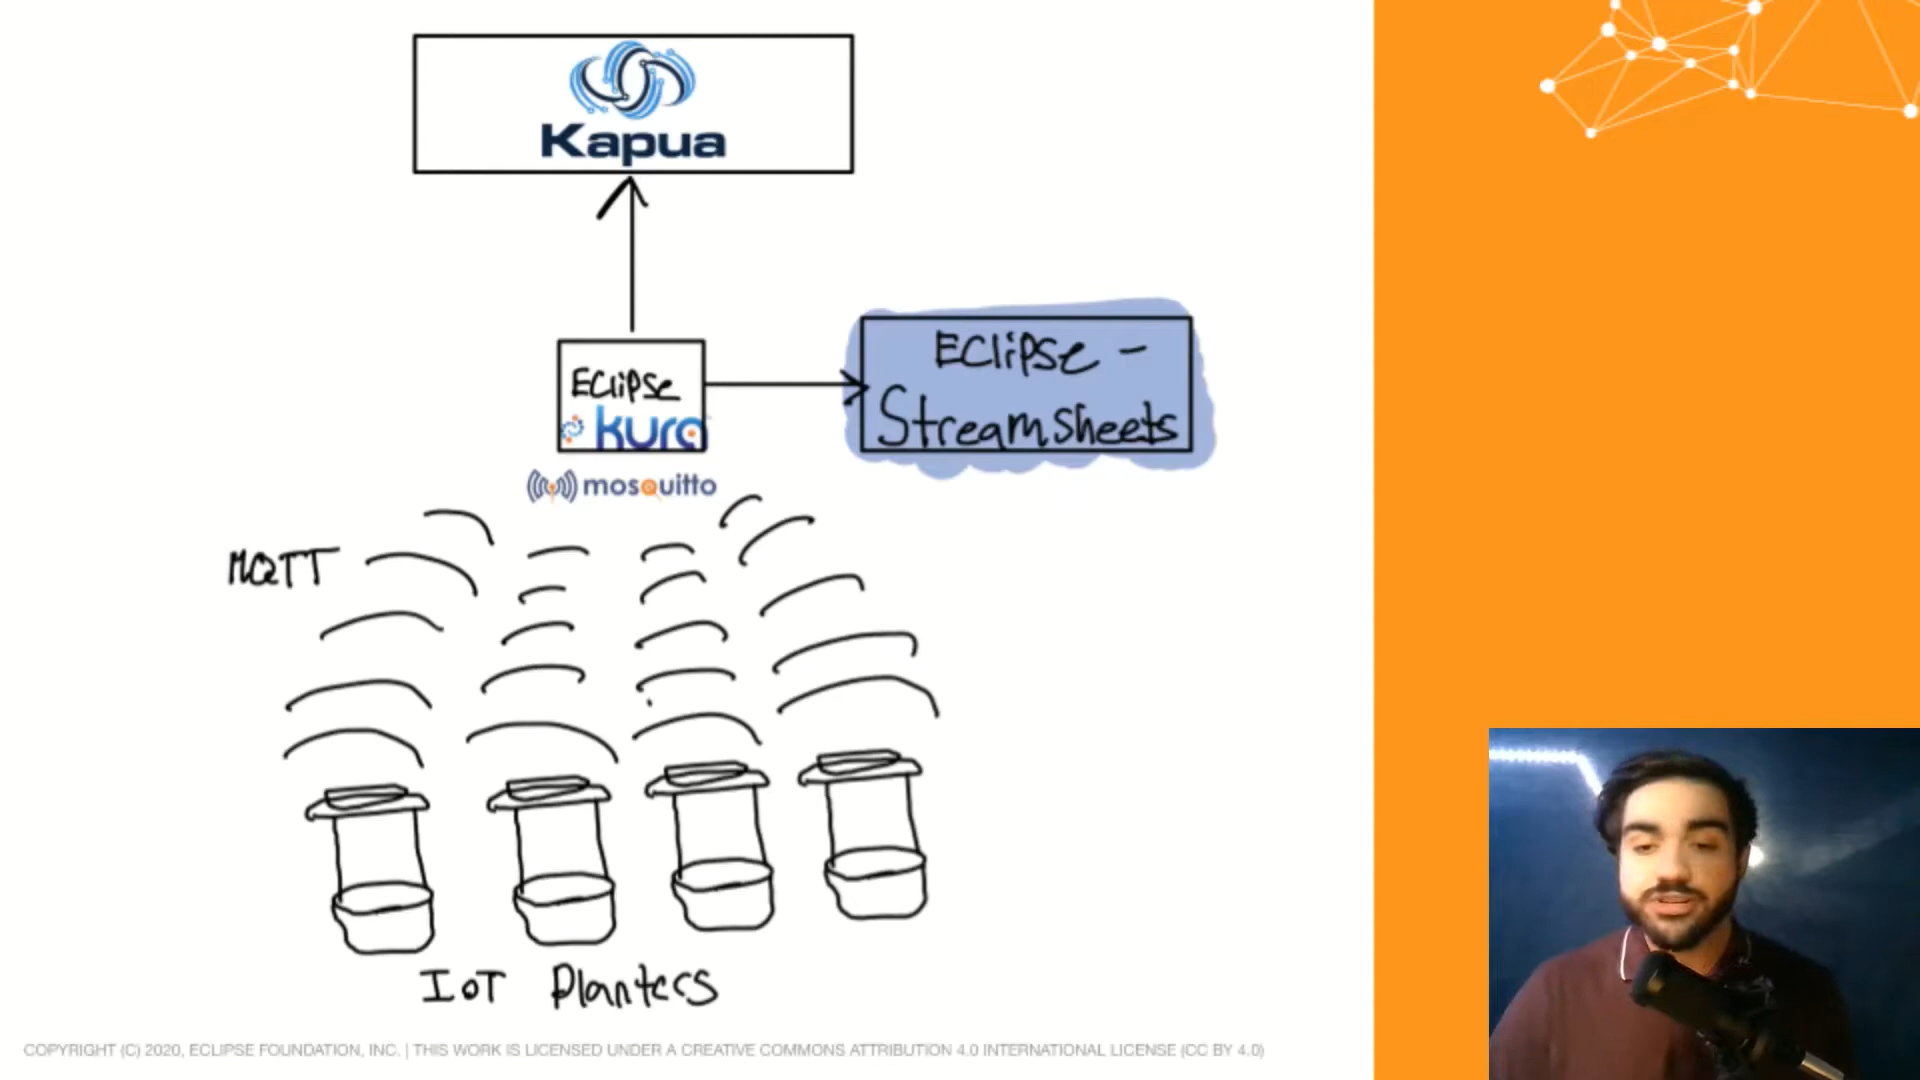 Kapua
Eclipse
kura
Eclipse -
Streamsheets
mosquitto
MQTT
IoT Planters
COPYRIGHT (C) 2020, ECLIPSE FOUNDATION, INC. | THIS WORK IS LICENSED UNDER A CREATIVE COMMONS ATTRIBUTION 4.0 INTERNATIONAL LICENSE (CC BY 4.0)